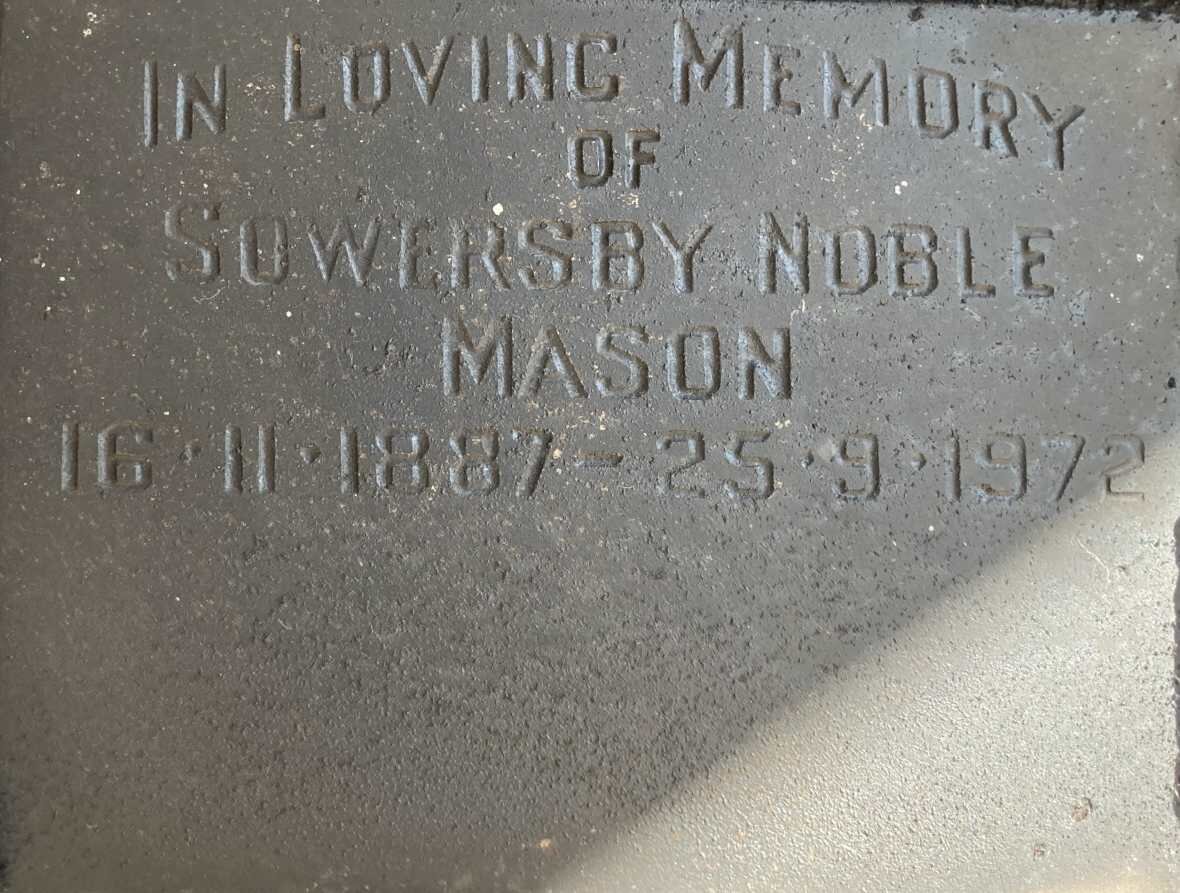 In Loving Memory
OF
Sowersby Noble
Mason
16·11·1887–25·9·1972